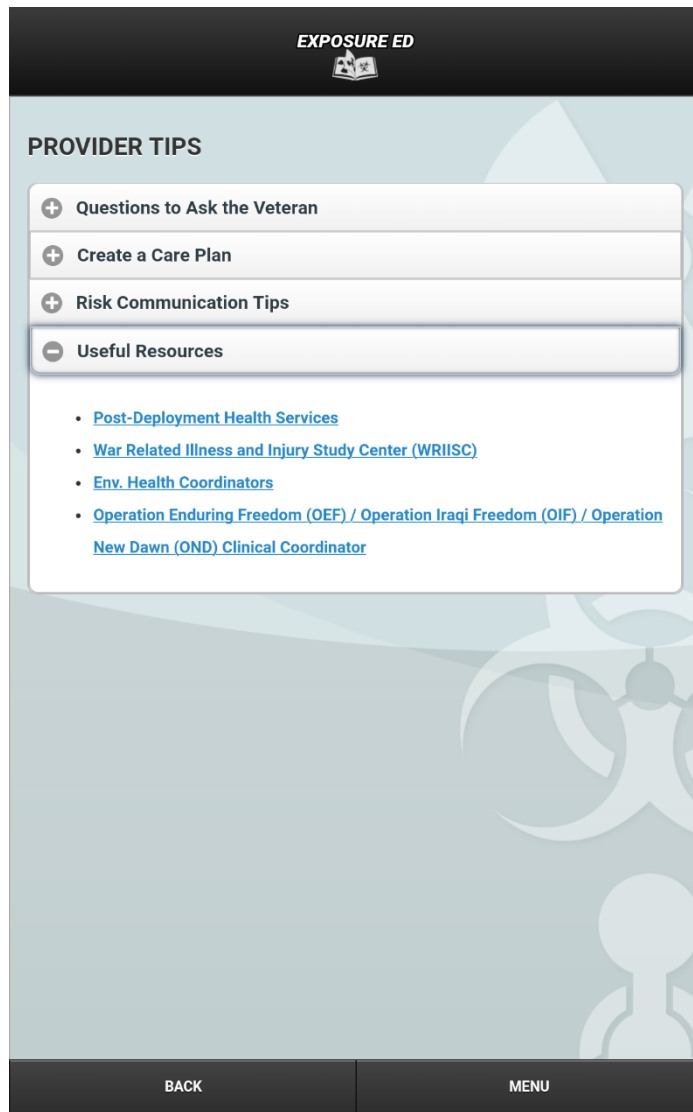 EXPOSURE ED
PROVIDER TIPS
Questions to Ask the Veteran
Create a Care Plan
Risk Communication Tips
Useful Resources
• Post-Deployment Health Services
• War Related Illness and Injury Study Center (WRIISC)
• Env. Health Coordinators
• Operation Enduring Freedom (OEF) / Operation Iraqi Freedom (OIF) / Operation
New Dawn (OND) Clinical Coordinator
BACK
MENU